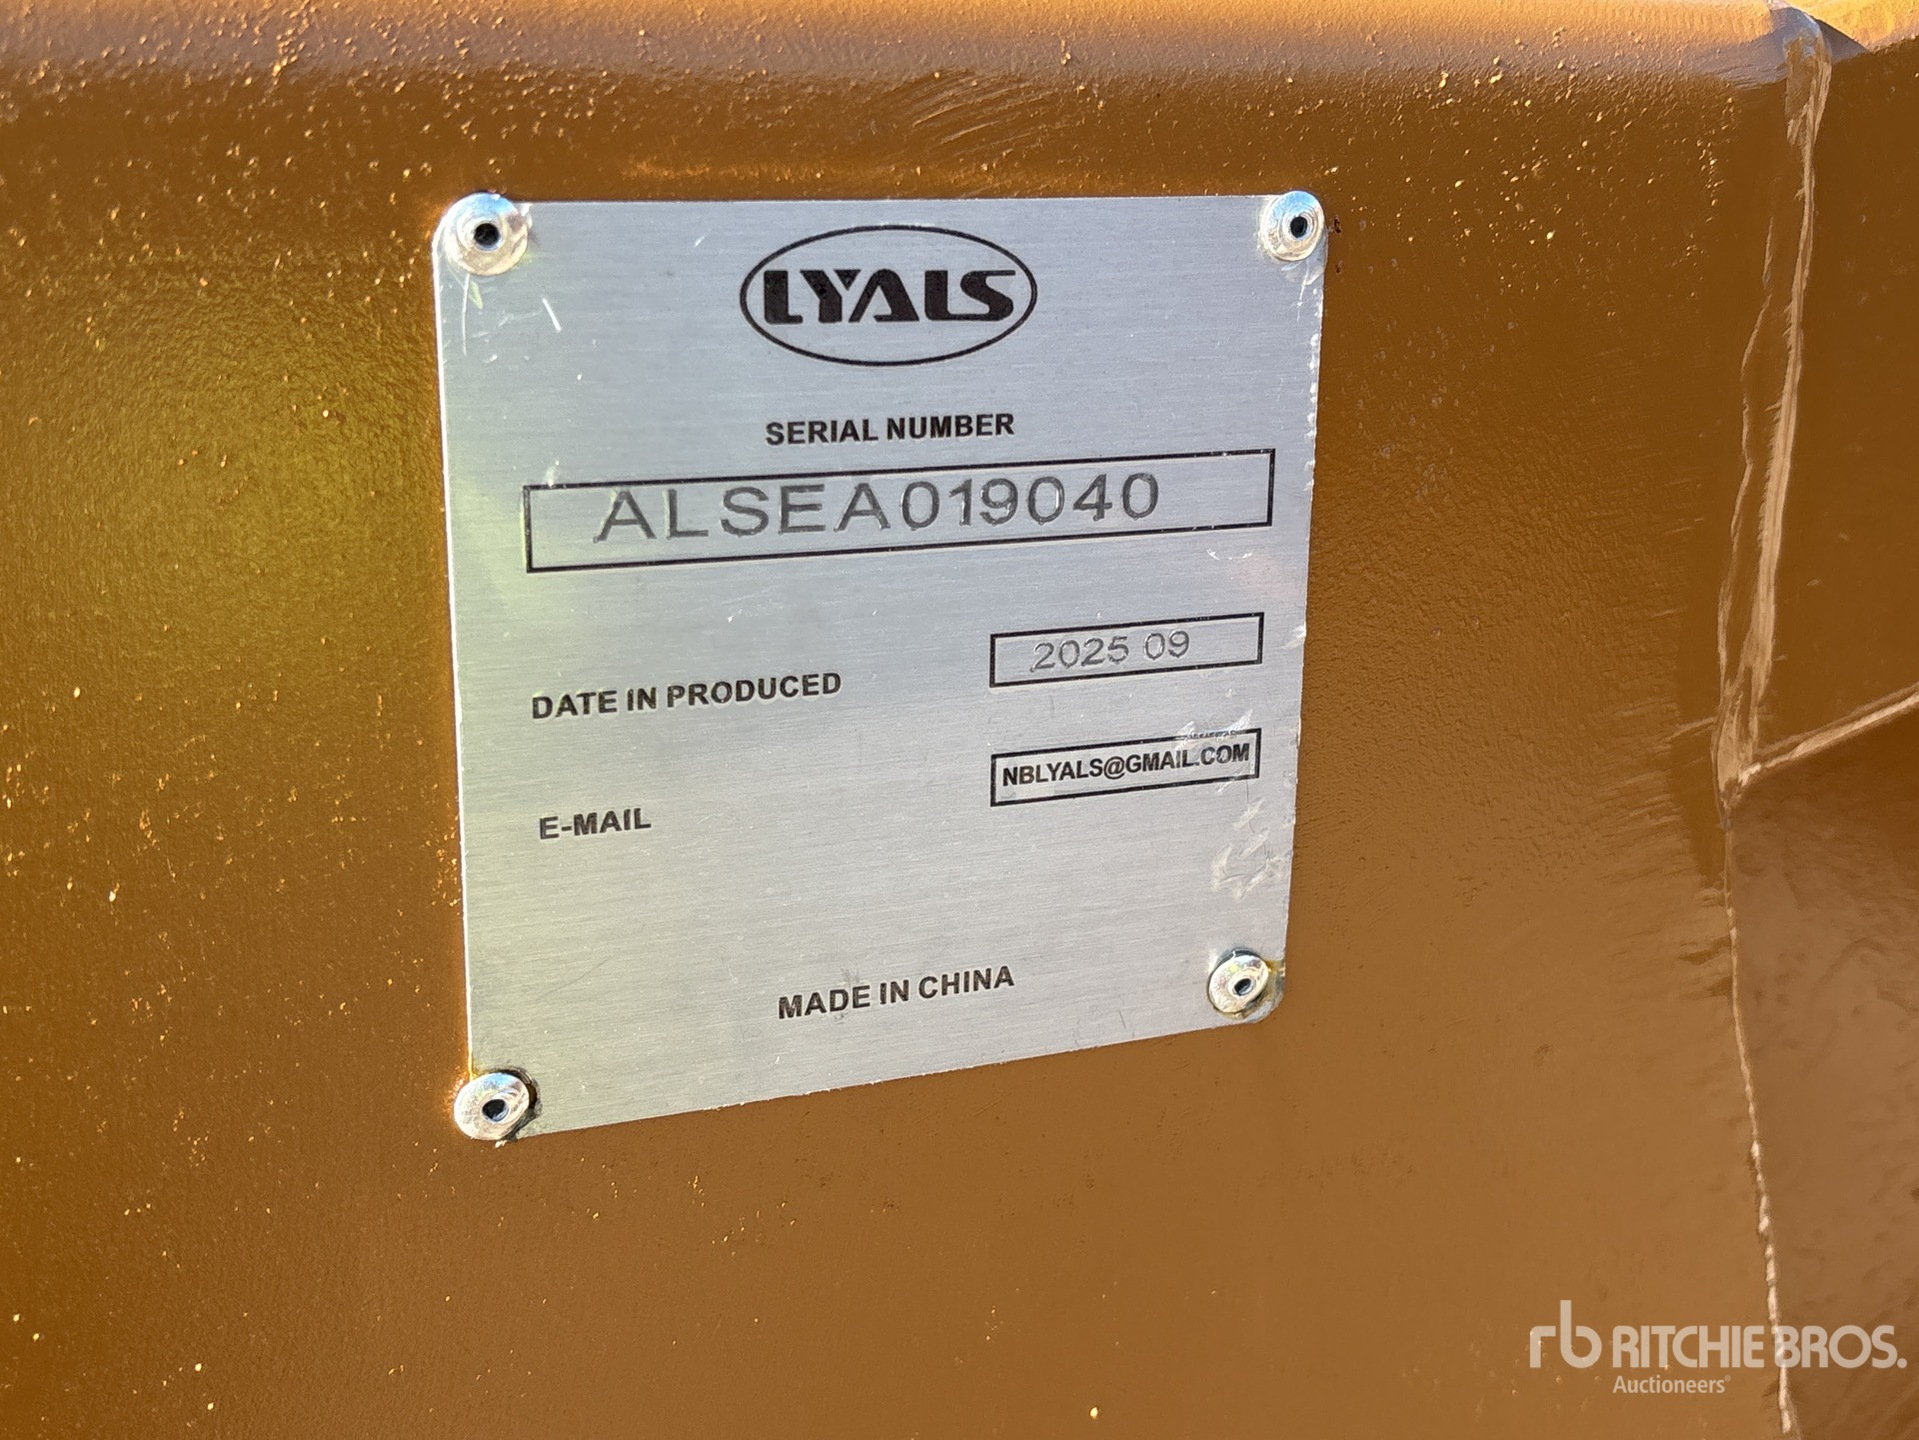 LYALS
SERIAL NUMBER
ALSEA019040
DATE IN PRODUCED
2025 09
E-MAIL
NBLYALS@GMAIL.COM
MADE IN CHINA
rb RITCHIE BROS.
Auctioneers